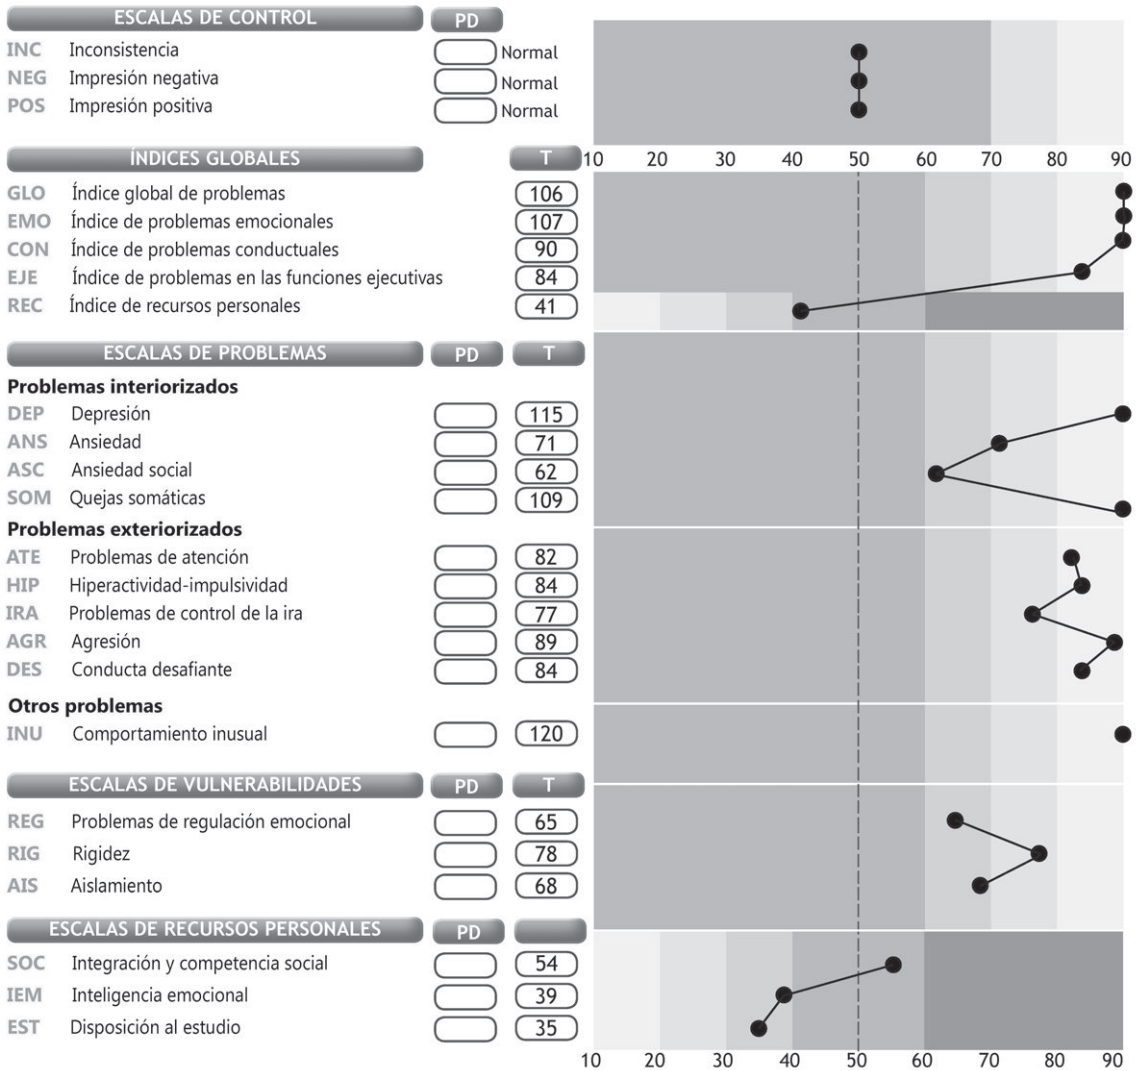 ESCALAS DE CONTROL PD
INC Inconsistencia Normal
NEG Impresión negativa Normal
POS Impresión positiva Normal
ÍNDICES GLOBALES T 10 20 30 40 50 60 70 80 90
GLO Índice global de problemas 106
EMO Índice de problemas emocionales 107
CON Índice de problemas conductuales 90
EJE Índice de problemas en las funciones ejecutivas 84
REC Índice de recursos personales 41
ESCALAS DE PROBLEMAS PD T
Problemas interiorizados
DEP Depresión 115
ANS Ansiedad 71
ASC Ansiedad social 62
SOM Quejas somáticas 109
Problemas exteriorizados
ATE Problemas de atención 82
HIP Hiperactividad-impulsividad 84
IRA Problemas de control de la ira 77
AGR Agresión 89
DES Conducta desafiante 84
Otros problemas
INU Comportamiento inusual 120
ESCALAS DE VULNERABILIDADES PD T
REG Problemas de regulación emocional 65
RIG Rigidez 78
AIS Aislamiento 68
ESCALAS DE RECURSOS PERSONALES PD
SOC Integración y competencia social 54
IEM Inteligencia emocional 39
EST Disposición al estudio 35
10 20 30 40 50 60 70 80 90